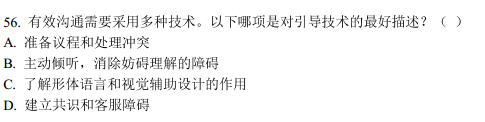 56. 有效沟通需要采用多种技术。以下哪项是对引导技术的最好描述？（ ）
A. 准备议程和处理冲突
B. 主动倾听，消除妨碍理解的障碍
C. 了解形体语言和视觉辅助设计的作用
D. 建立共识和客服障碍